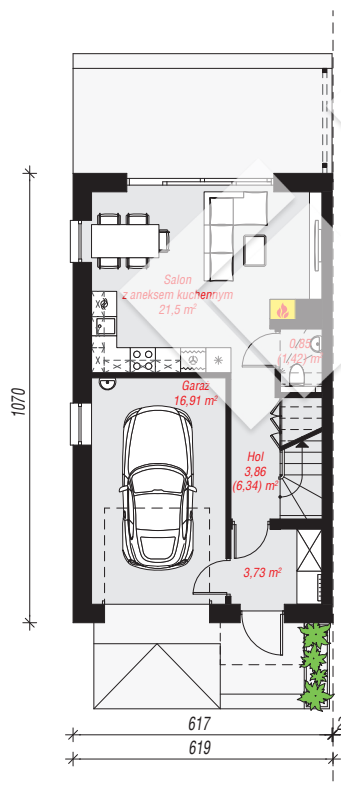 Salon
z aneksem kuchennym
21,5 m²
0,85
(1,42) m²
Garaż
16,91 m²
Hol
3,86
(6,34) m²
3,73 m²
1070
617
2
619